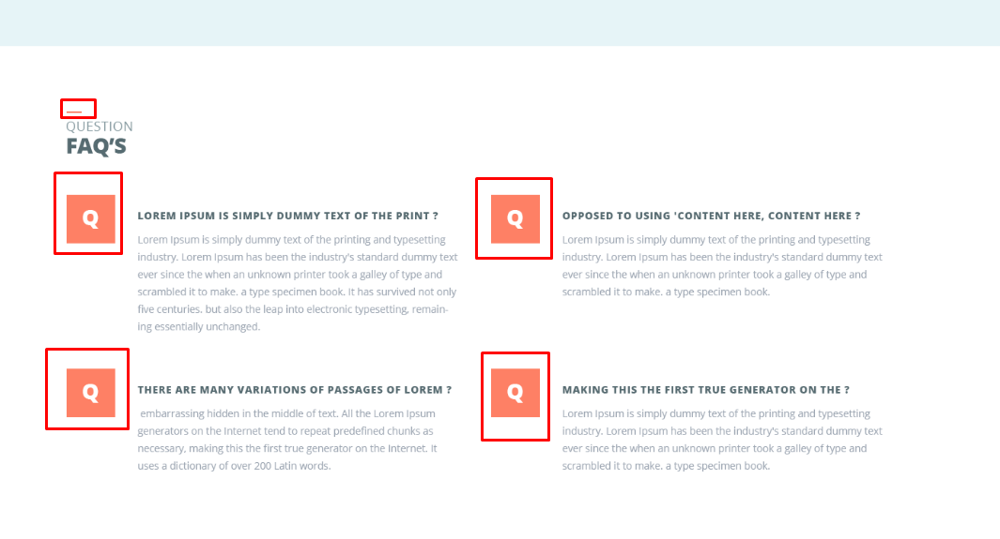 QUESTION
FAQ’S
Q
LOREM IPSUM IS SIMPLY DUMMY TEXT OF THE PRINT ?
Lorem Ipsum is simply dummy text of the printing and typesetting
industry. Lorem Ipsum has been the industry's standard dummy text
ever since the when an unknown printer took a galley of type and
scrambled it to make. a type specimen book. It has survived not only
five centuries. but also the leap into electronic typesetting, remain-
ing essentially unchanged.
Q
OPPOSED TO USING 'CONTENT HERE, CONTENT HERE ?
Lorem Ipsum is simply dummy text of the printing and typesetting
industry. Lorem Ipsum has been the industry's standard dummy text
ever since the when an unknown printer took a galley of type and
scrambled it to make. a type specimen book.
Q
THERE ARE MANY VARIATIONS OF PASSAGES OF LOREM ?
embarrassing hidden in the middle of text. All the Lorem Ipsum
generators on the Internet tend to repeat predefined chunks as
necessary, making this the first true generator on the Internet. It
uses a dictionary of over 200 Latin words.
Q
MAKING THIS THE FIRST TRUE GENERATOR ON THE ?
Lorem Ipsum is simply dummy text of the printing and typesetting
industry. Lorem Ipsum has been the industry's standard dummy text
ever since the when an unknown printer took a galley of type and
scrambled it to make. a type specimen book.